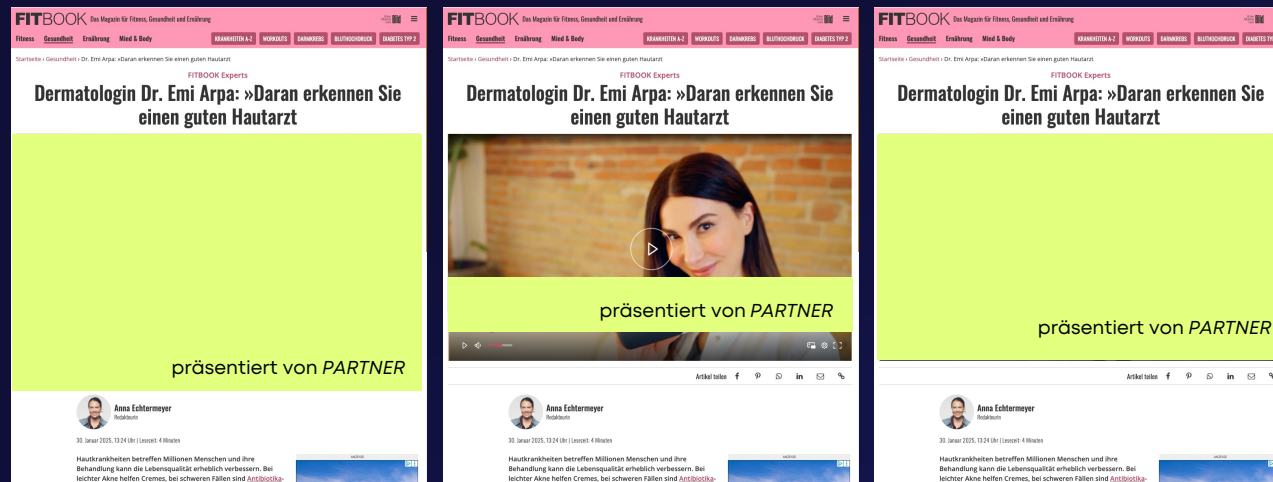 FITBOOK Das Magazin für Fitness, Gesundheit und Ernährung
Fitness Gesundheit Ernährung Mind & Body KRANKHEITEN A-Z WORKOUTS DARMKREBS BLUTHOCHDRUCK DIABETES TYP 2
Startseite › Gesundheit › Dr. Emi Arpa: »Daran erkennen Sie einen guten Hautarzt
FITBOOK Experts
Dermatologin Dr. Emi Arpa: »Daran erkennen Sie
einen guten Hautarzt
präsentiert von PARTNER
Anna Echtermeyer
Redakteurin
30. Januar 2025, 13:24 Uhr | Lesezeit: 4 Minuten
Hautkrankheiten betreffen Millionen Menschen und ihre
Behandlung kann die Lebensqualität erheblich verbessern. Bei
leichter Akne helfen Cremes, bei schweren Fällen sind Antibiotika-
ANZEIGE
FITBOOK Das Magazin für Fitness, Gesundheit und Ernährung
Fitness Gesundheit Ernährung Mind & Body KRANKHEITEN A-Z WORKOUTS DARMKREBS BLUTHOCHDRUCK DIABETES TYP 2
Startseite › Gesundheit › Dr. Emi Arpa: »Daran erkennen Sie einen guten Hautarzt
FITBOOK Experts
Dermatologin Dr. Emi Arpa: »Daran erkennen Sie
einen guten Hautarzt
präsentiert von PARTNER
Artikel teilen
Anna Echtermeyer
Redakteurin
30. Januar 2025, 13:24 Uhr | Lesezeit: 4 Minuten
Hautkrankheiten betreffen Millionen Menschen und ihre
Behandlung kann die Lebensqualität erheblich verbessern. Bei
leichter Akne helfen Cremes, bei schweren Fällen sind Antibiotika-
ANZEIGE
FITBOOK Das Magazin für Fitness, Gesundheit und Ernährung
Fitness Gesundheit Ernährung Mind & Body KRANKHEITEN A-Z WORKOUTS DARMKREBS BLUTHOCHDRUCK DIABETES TYP
Startseite › Gesundheit › Dr. Emi Arpa: »Daran erkennen Sie einen guten Hautarzt
FITBOOK Experts
Dermatologin Dr. Emi Arpa: »Daran erkennen Sie
einen guten Hautarzt
präsentiert von PARTNER
Artikel teilen
Anna Echtermeyer
Redakteurin
30. Januar 2025, 13:24 Uhr | Lesezeit: 4 Minuten
Hautkrankheiten betreffen Millionen Menschen und ihre
Behandlung kann die Lebensqualität erheblich verbessern. Bei
leichter Akne helfen Cremes, bei schweren Fällen sind Antibiotika-
ANZEIGE